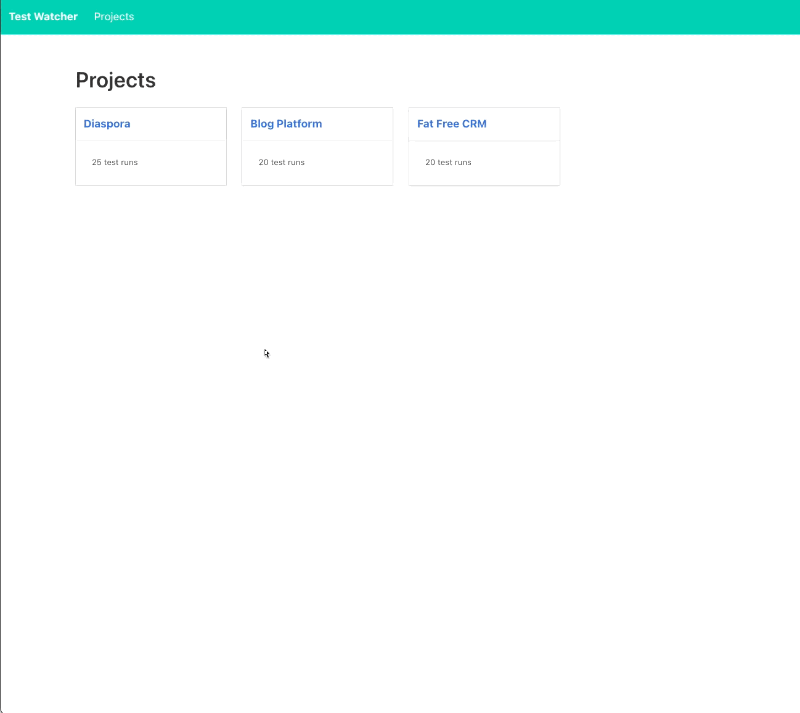 Test Watcher Projects
Projects
Diaspora Blog Platform Fat Free CRM
25 test runs 20 test runs 20 test runs